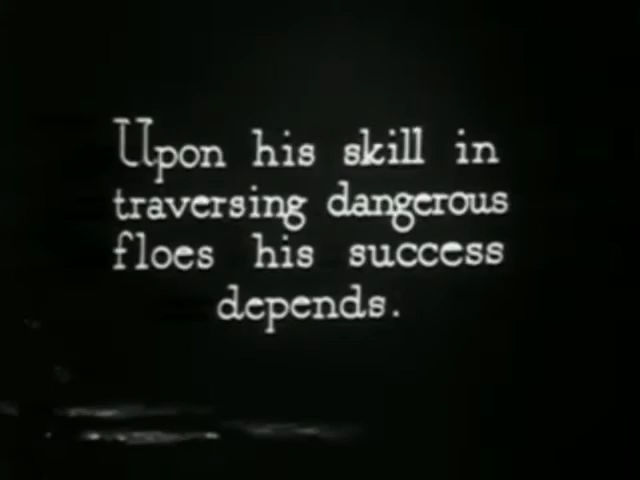 Upon his skill in
traversing dangerous
floes his success
depends.